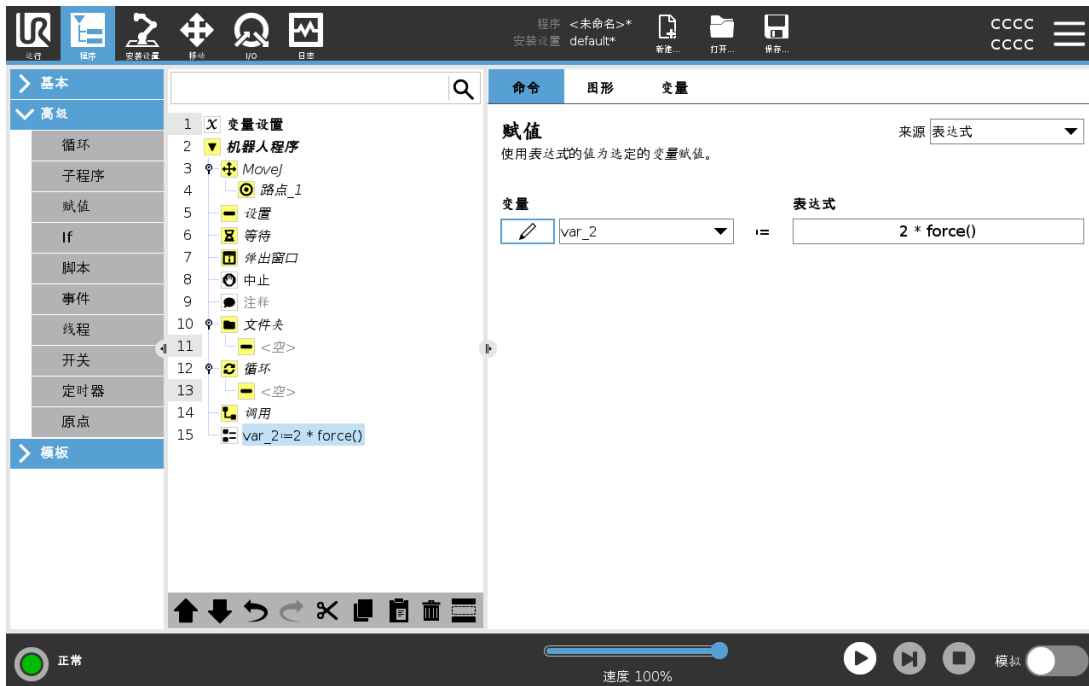 UR
运行
程序
安装设置
移动
I/O
日志
程序 <未命名>*
安装设置 default*
新建...
打开...
保存...
CCCC
CCCC
基本
高级
循环
子程序
赋值
If
脚本
事件
线程
开关
定时器
原点
模板
1 X 变量设置
2 机器人程序
3 MoveJ
4 路点_1
5 设置
6 等待
7 弹出窗口
8 中止
9 注释
10 文件夹
11 <空>
12 循环
13 <空>
14 调用
15 var_2:=2 * force()
命令 图形 变量
赋值
来源 表达式
使用表达式的值为选定的变量赋值。
变量 表达式
var_2 := 2 * force()
正常
速度 100%
模拟